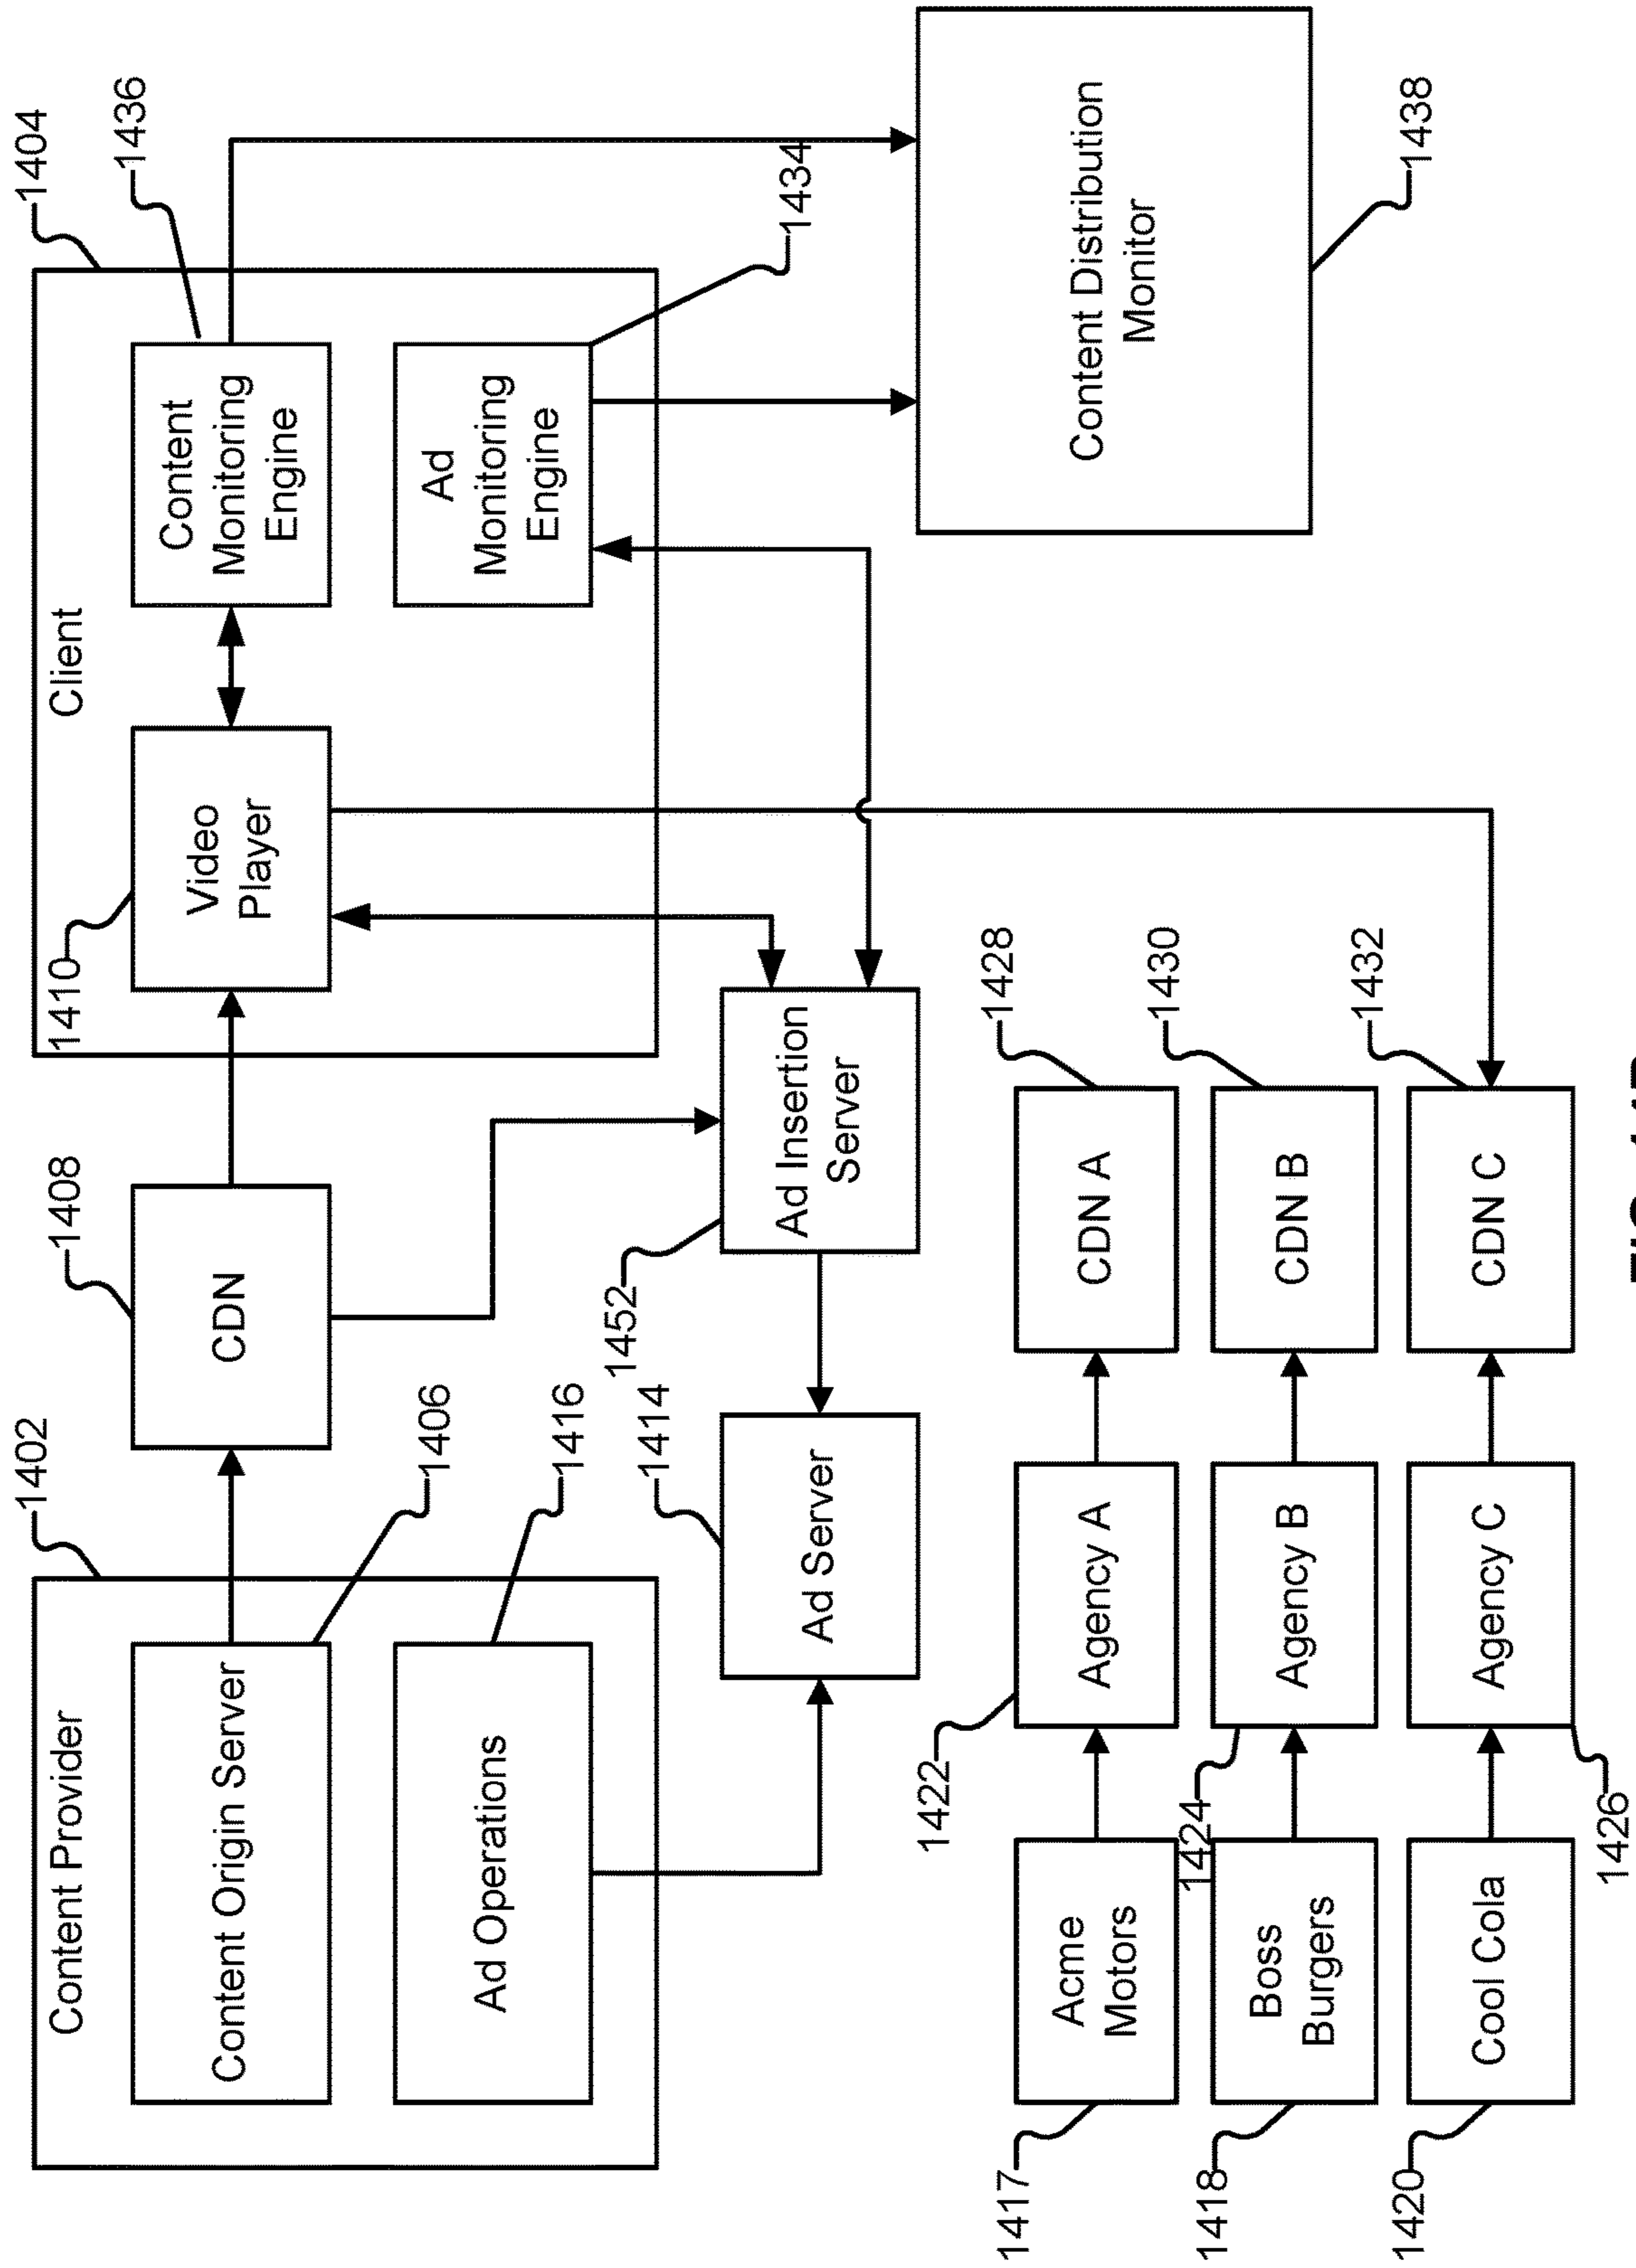 1402
Content Provider
Content Origin Server
1406
Ad Operations
1416
1408
CDN
1404
Client
1410
Video
Player
1436
Content
Monitoring
Engine
Ad
Monitoring
Engine
1434
1414
Ad Server
1452
Ad Insertion
Server
Content Distribution
Monitor
1438
1417
Acme
Motors
1422
Agency A
CDN A
1428
1418
Boss
Burgers
1424
Agency B
CDN B
1430
1420
Cool Cola
1426
Agency C
CDN C
1432